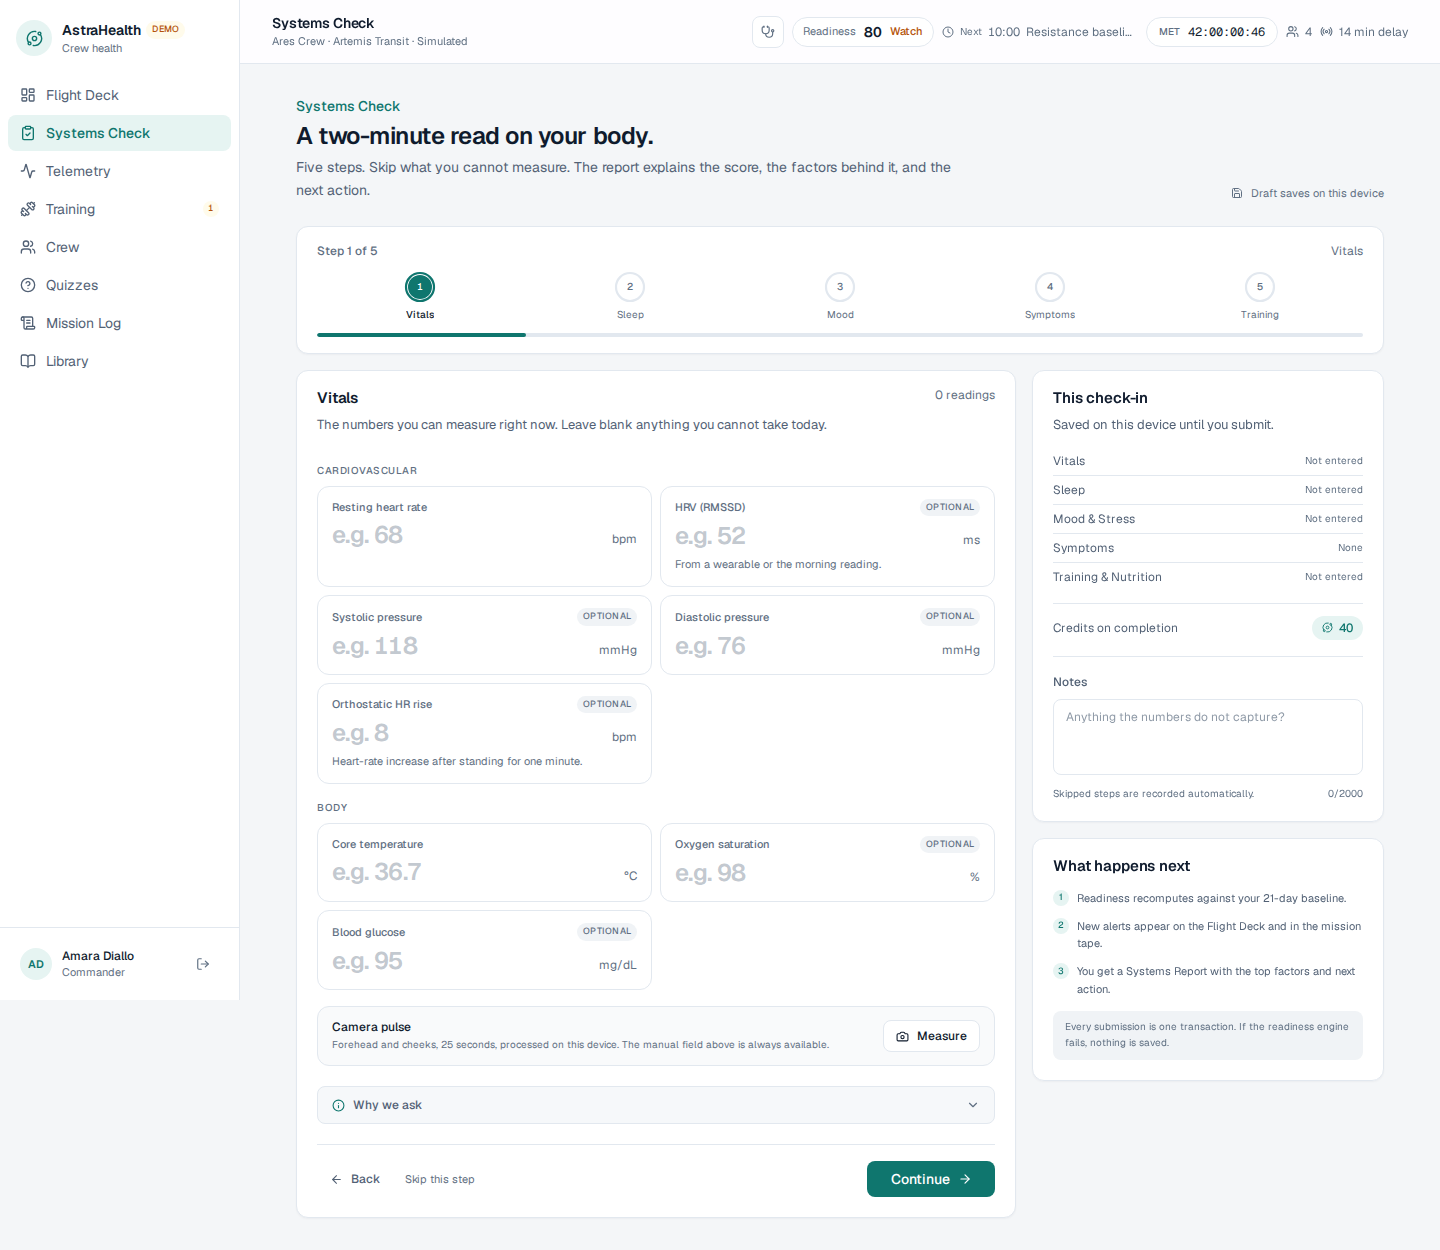 AstraHealth DEMO
Crew health
Flight Deck
Systems Check
Telemetry
Training 1
Crew
Quizzes
Mission Log
Library
AD
Amara Diallo
Commander
Systems Check
Ares Crew · Artemis Transit · Simulated
Readiness 80 Watch
Next 10:00 Resistance baseli...
MET 42:00:00:46
4
14 min delay
Systems Check
A two-minute read on your body.
Five steps. Skip what you cannot measure. The report explains the score, the factors behind it, and the
next action.
Draft saves on this device
Step 1 of 5
Vitals
1
2
3
4
5
Vitals
Sleep
Mood
Symptoms
Training
Vitals
0 readings
The numbers you can measure right now. Leave blank anything you cannot take today.
CARDIOVASCULAR
Resting heart rate
e.g. 68
bpm
HRV (RMSSD)
OPTIONAL
e.g. 52
ms
From a wearable or the morning reading.
Systolic pressure
OPTIONAL
e.g. 118
mmHg
Diastolic pressure
OPTIONAL
e.g. 76
mmHg
Orthostatic HR rise
OPTIONAL
e.g. 8
bpm
Heart-rate increase after standing for one minute.
BODY
Core temperature
e.g. 36.7
°C
Oxygen saturation
OPTIONAL
e.g. 98
%
Blood glucose
OPTIONAL
e.g. 95
mg/dL
Camera pulse
Forehead and cheeks, 25 seconds, processed on this device. The manual field above is always available.
Measure
Why we ask
Back
Skip this step
Continue
This check-in
Saved on this device until you submit.
Vitals Not entered
Sleep Not entered
Mood & Stress Not entered
Symptoms None
Training & Nutrition Not entered
Credits on completion 40
Notes
Anything the numbers do not capture?
Skipped steps are recorded automatically. 0/2000
What happens next
1 Readiness recomputes against your 21-day baseline.
2 New alerts appear on the Flight Deck and in the mission
tape.
3 You get a Systems Report with the top factors and next
action.
Every submission is one transaction. If the readiness engine
fails, nothing is saved.